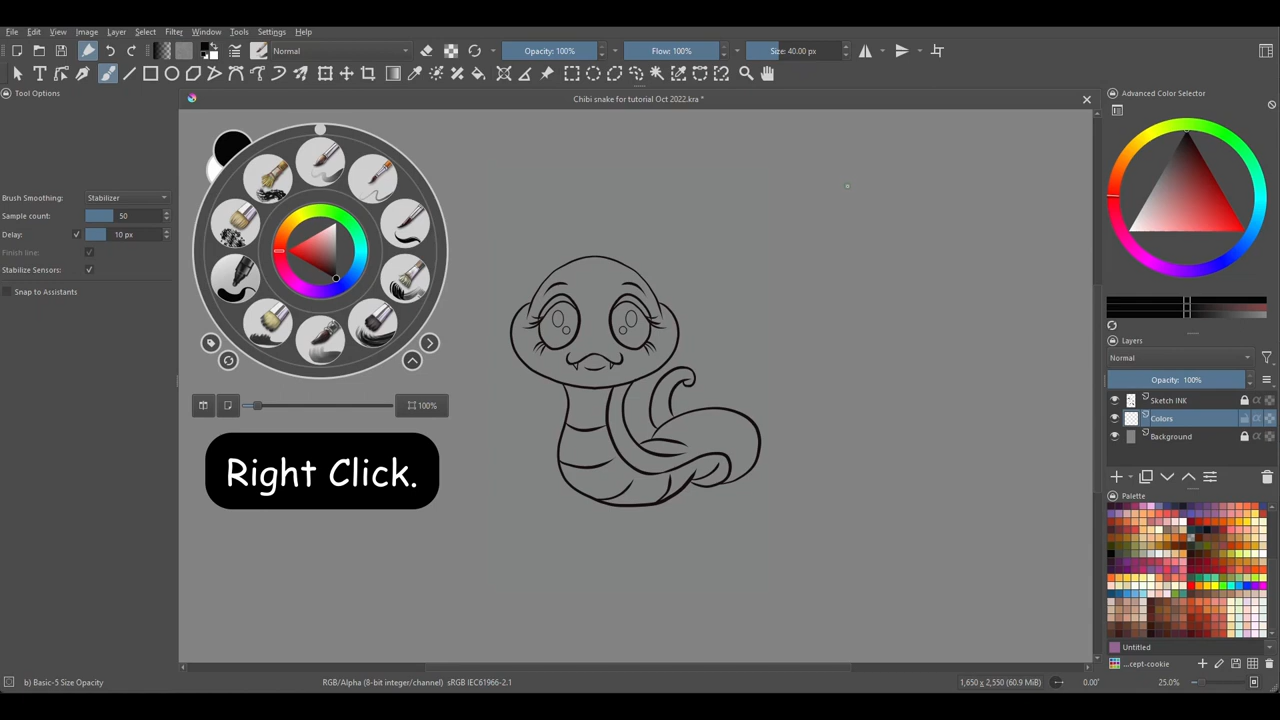 File Edit View Image Layer Select Filter Window Tools Settings Help
Normal Opacity: 100% Flow: 100% Size: 40.00 px
Tool Options
Chibi snake for tutorial Oct 2022.kra *
Advanced Color Selector
Brush Smoothing: Stabilizer
Sample count: 50
Delay: 10 px
Finish line:
Stabilize Sensors:
Snap to Assistants
100%
Right Click.
Layers
Normal
Opacity: 100%
Sketch INK
Colors
Background
Palette
Untitled
...cept-cookie
b) Basic-5 Size Opacity
RGB/Alpha (8-bit integer/channel) sRGB IEC61966-2.1
1,650 x 2,550 (60.9 MiB)
0.00°
25.0%